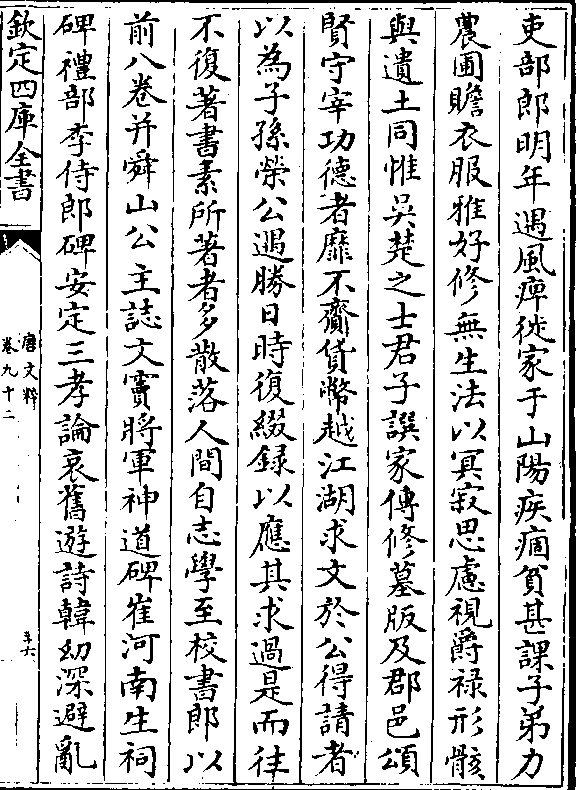 吏部郎明年遇風痺徙家于山陽疾痼貧甚課子弟力
農圃贍衣服雅好修無生法以冥寂思慮視爵禄形骸
與遺土同惟吳楚之士君子譔家傳修墓版及郡邑頌
賢守宰功德者靡不齎貨幣越江湖求文於公得請者
以為子孫榮公遇勝日時復綴録以應其求過是而往
不復著書素所著者多散落人間自志學至校書郎以
前八卷并舜山公主誌文竇將軍神道碑崔河南生祠
碑禮部李侍郎碑安定三孝論哀舊遊詩韓幼深避亂
欽定四庫全書
唐文粹
卷九十二